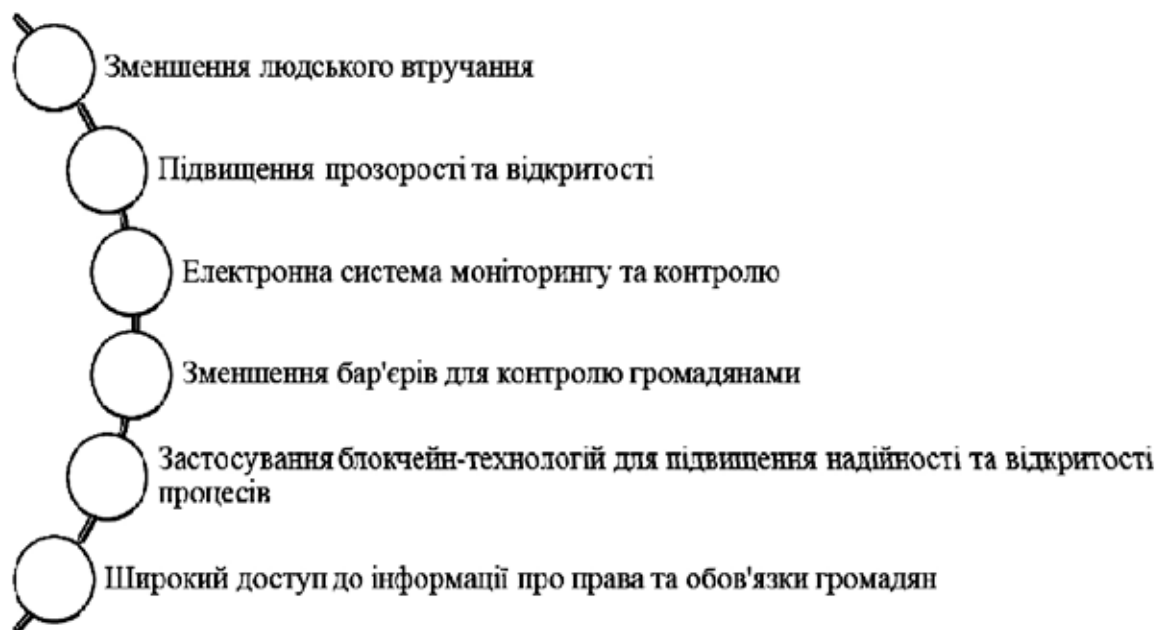 Зменшення людського втручання
Підвищення прозорості та відкритості
Електронна система моніторингу та контролю
Зменшення бар'єрів для контролю громадянами
Застосування блокчейн-технологій для підвищення надійності та відкритості
процесів
Широкий доступ до інформації про права та обов'язки громадян